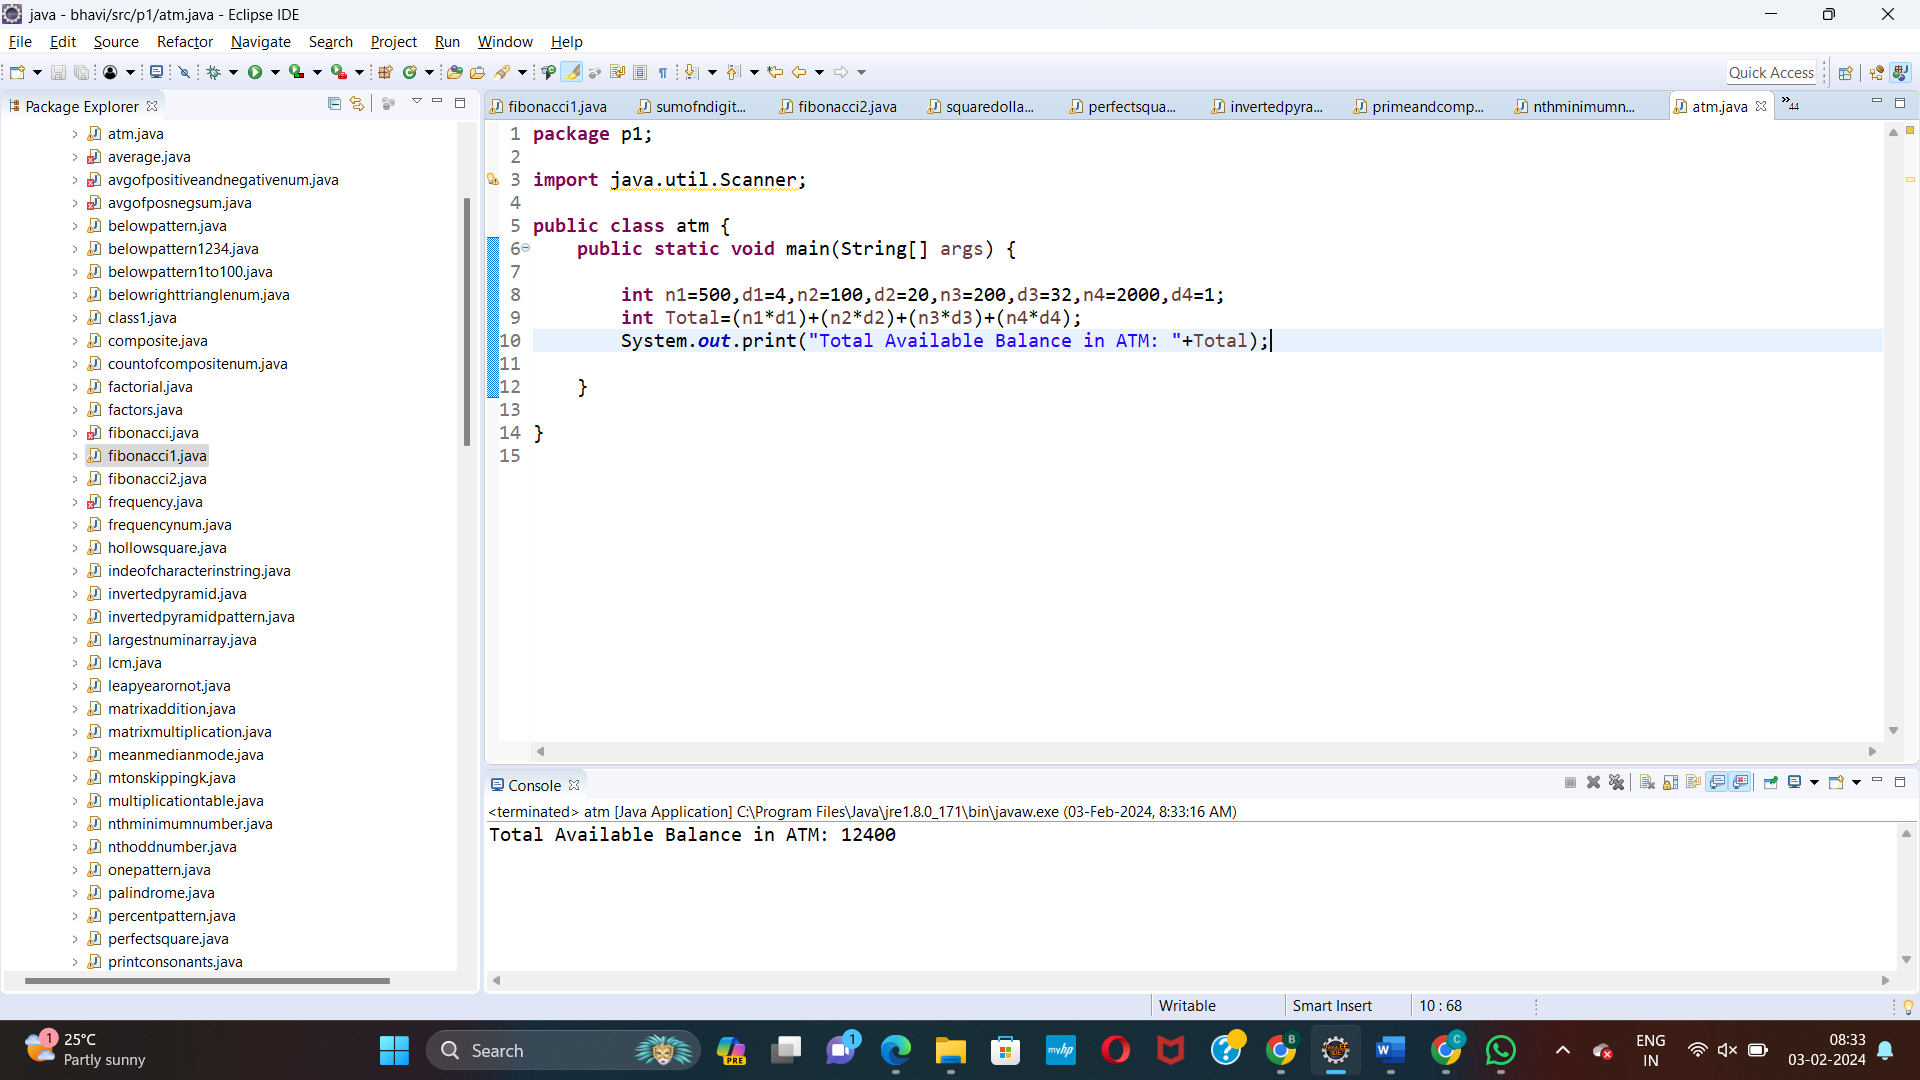 java - bhavi/src/p1/atm.java - Eclipse IDE
File Edit Source Refactor Navigate Search Project Run Window Help
Quick Access
Package Explorer
fibonacci1.java sumofndigit... fibonacci2.java squaredolla... perfectsqua... invertedpyra... primeandcomp... nthminimumn... atm.java »44
atm.java
average.java
avgofpositiveandnegativenum.java
avgofposnegsum.java
belowpattern.java
belowpattern1234.java
belowpattern1to100.java
belowrighttrianglenum.java
class1.java
composite.java
countofcompositenum.java
factorial.java
factors.java
fibonacci.java
fibonacci1.java
fibonacci2.java
frequency.java
frequencynum.java
hollowsquare.java
indeofcharacterinstring.java
invertedpyramid.java
invertedpyramidpattern.java
largestnuminarray.java
lcm.java
leapyearornot.java
matrixaddition.java
matrixmultiplication.java
meanmedianmode.java
mtonskippingk.java
multiplicationtable.java
nthminimumnumber.java
nthoddnumber.java
onepattern.java
palindrome.java
percentpattern.java
perfectsquare.java
printconsonants.java
1 package p1;
2
3 import java.util.Scanner;
4
5 public class atm {
6 public static void main(String[] args) {
7
8 int n1=500,d1=4,n2=100,d2=20,n3=200,d3=32,n4=2000,d4=1;
9 int Total=(n1*d1)+(n2*d2)+(n3*d3)+(n4*d4);
10 System.out.print("Total Available Balance in ATM: "+Total);
11
12 }
13
14 }
15
Console
<terminated> atm [Java Application] C:\Program Files\Java\jre1.8.0_171\bin\javaw.exe (03-Feb-2024, 8:33:16 AM)
Total Available Balance in ATM: 12400
Writable Smart Insert 10 : 68
1
25°C
Partly sunny
Search
PRE
1
myhp
B
C
ENG
IN
08:33
03-02-2024